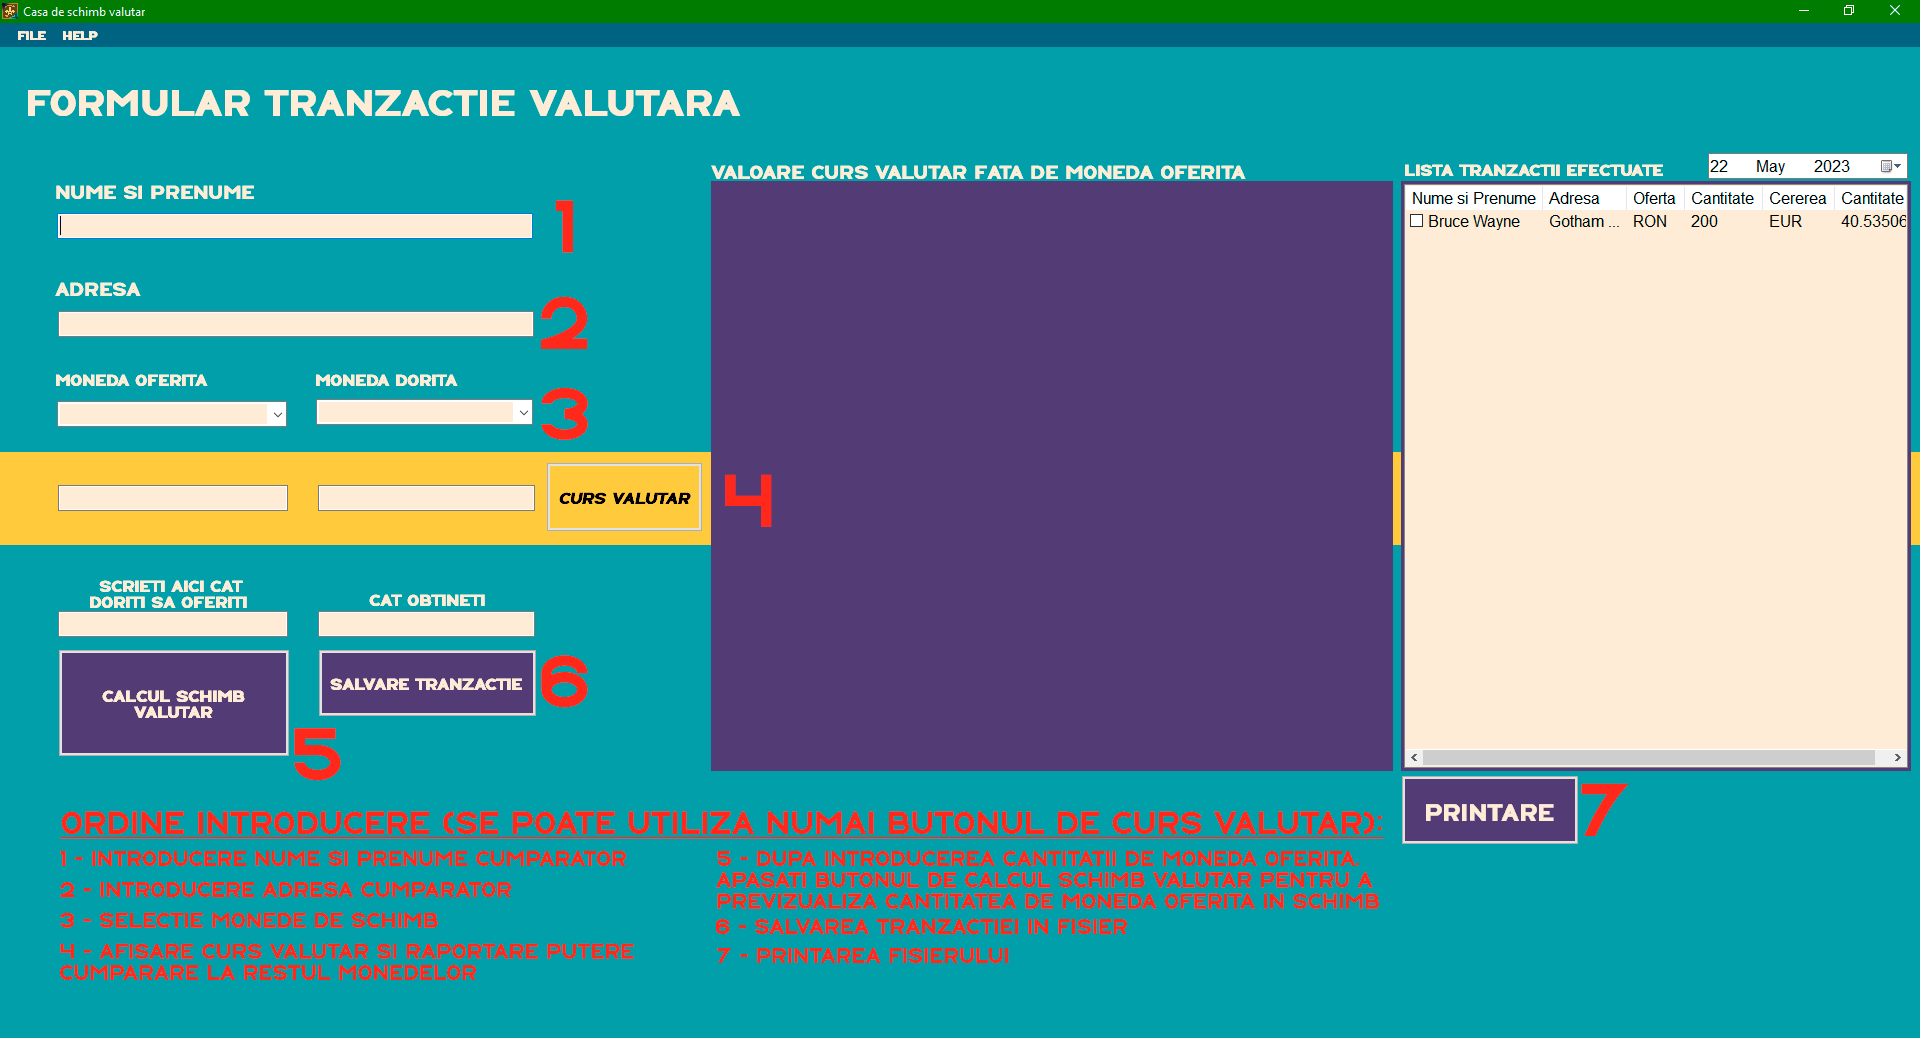 Casa de schimb valutar
FILE HELP
FORMULAR TRANZACTIE VALUTARA
NUME SI PRENUME
1
ADRESA
2
MONEDA OFERITA
MONEDA DORITA
3
CURS VALUTAR
4
SCRIETI AICI CAT
DORITI SA OFERITI
CAT OBTINETI
CALCUL SCHIMB
VALUTAR
5
SALVARE TRANZACTIE
6
VALOARE CURS VALUTAR FATA DE MONEDA OFERITA
LISTA TRANZACTII EFECTUATE
22 May 2023
Nume si Prenume Adresa Oferta Cantitate Cererea Cantitate
Bruce Wayne Gotham ... RON 200 EUR 40.53506
PRINTARE
7
ORDINE INTRODUCERE (SE POATE UTILIZA NUMAI BUTONUL DE CURS VALUTAR):
1 - INTRODUCERE NUME SI PRENUME CUMPARATOR
2 - INTRODUCERE ADRESA CUMPARATOR
3 - SELECTIE MONEDE DE SCHIMB
4 - AFISARE CURS VALUTAR SI RAPORTARE PUTERE
CUMPARARE LA RESTUL MONEDELOR
5 - DUPA INTRODUCEREA CANTITATII DE MONEDA OFERITA.
APASATI BUTONUL DE CALCUL SCHIMB VALUTAR PENTRU A
PREVIZUALIZA CANTITATEA DE MONEDA OFERITA IN SCHIMB
6 - SALVAREA TRANZACTIEI IN FISIER
7 - PRINTAREA FISIERULUI